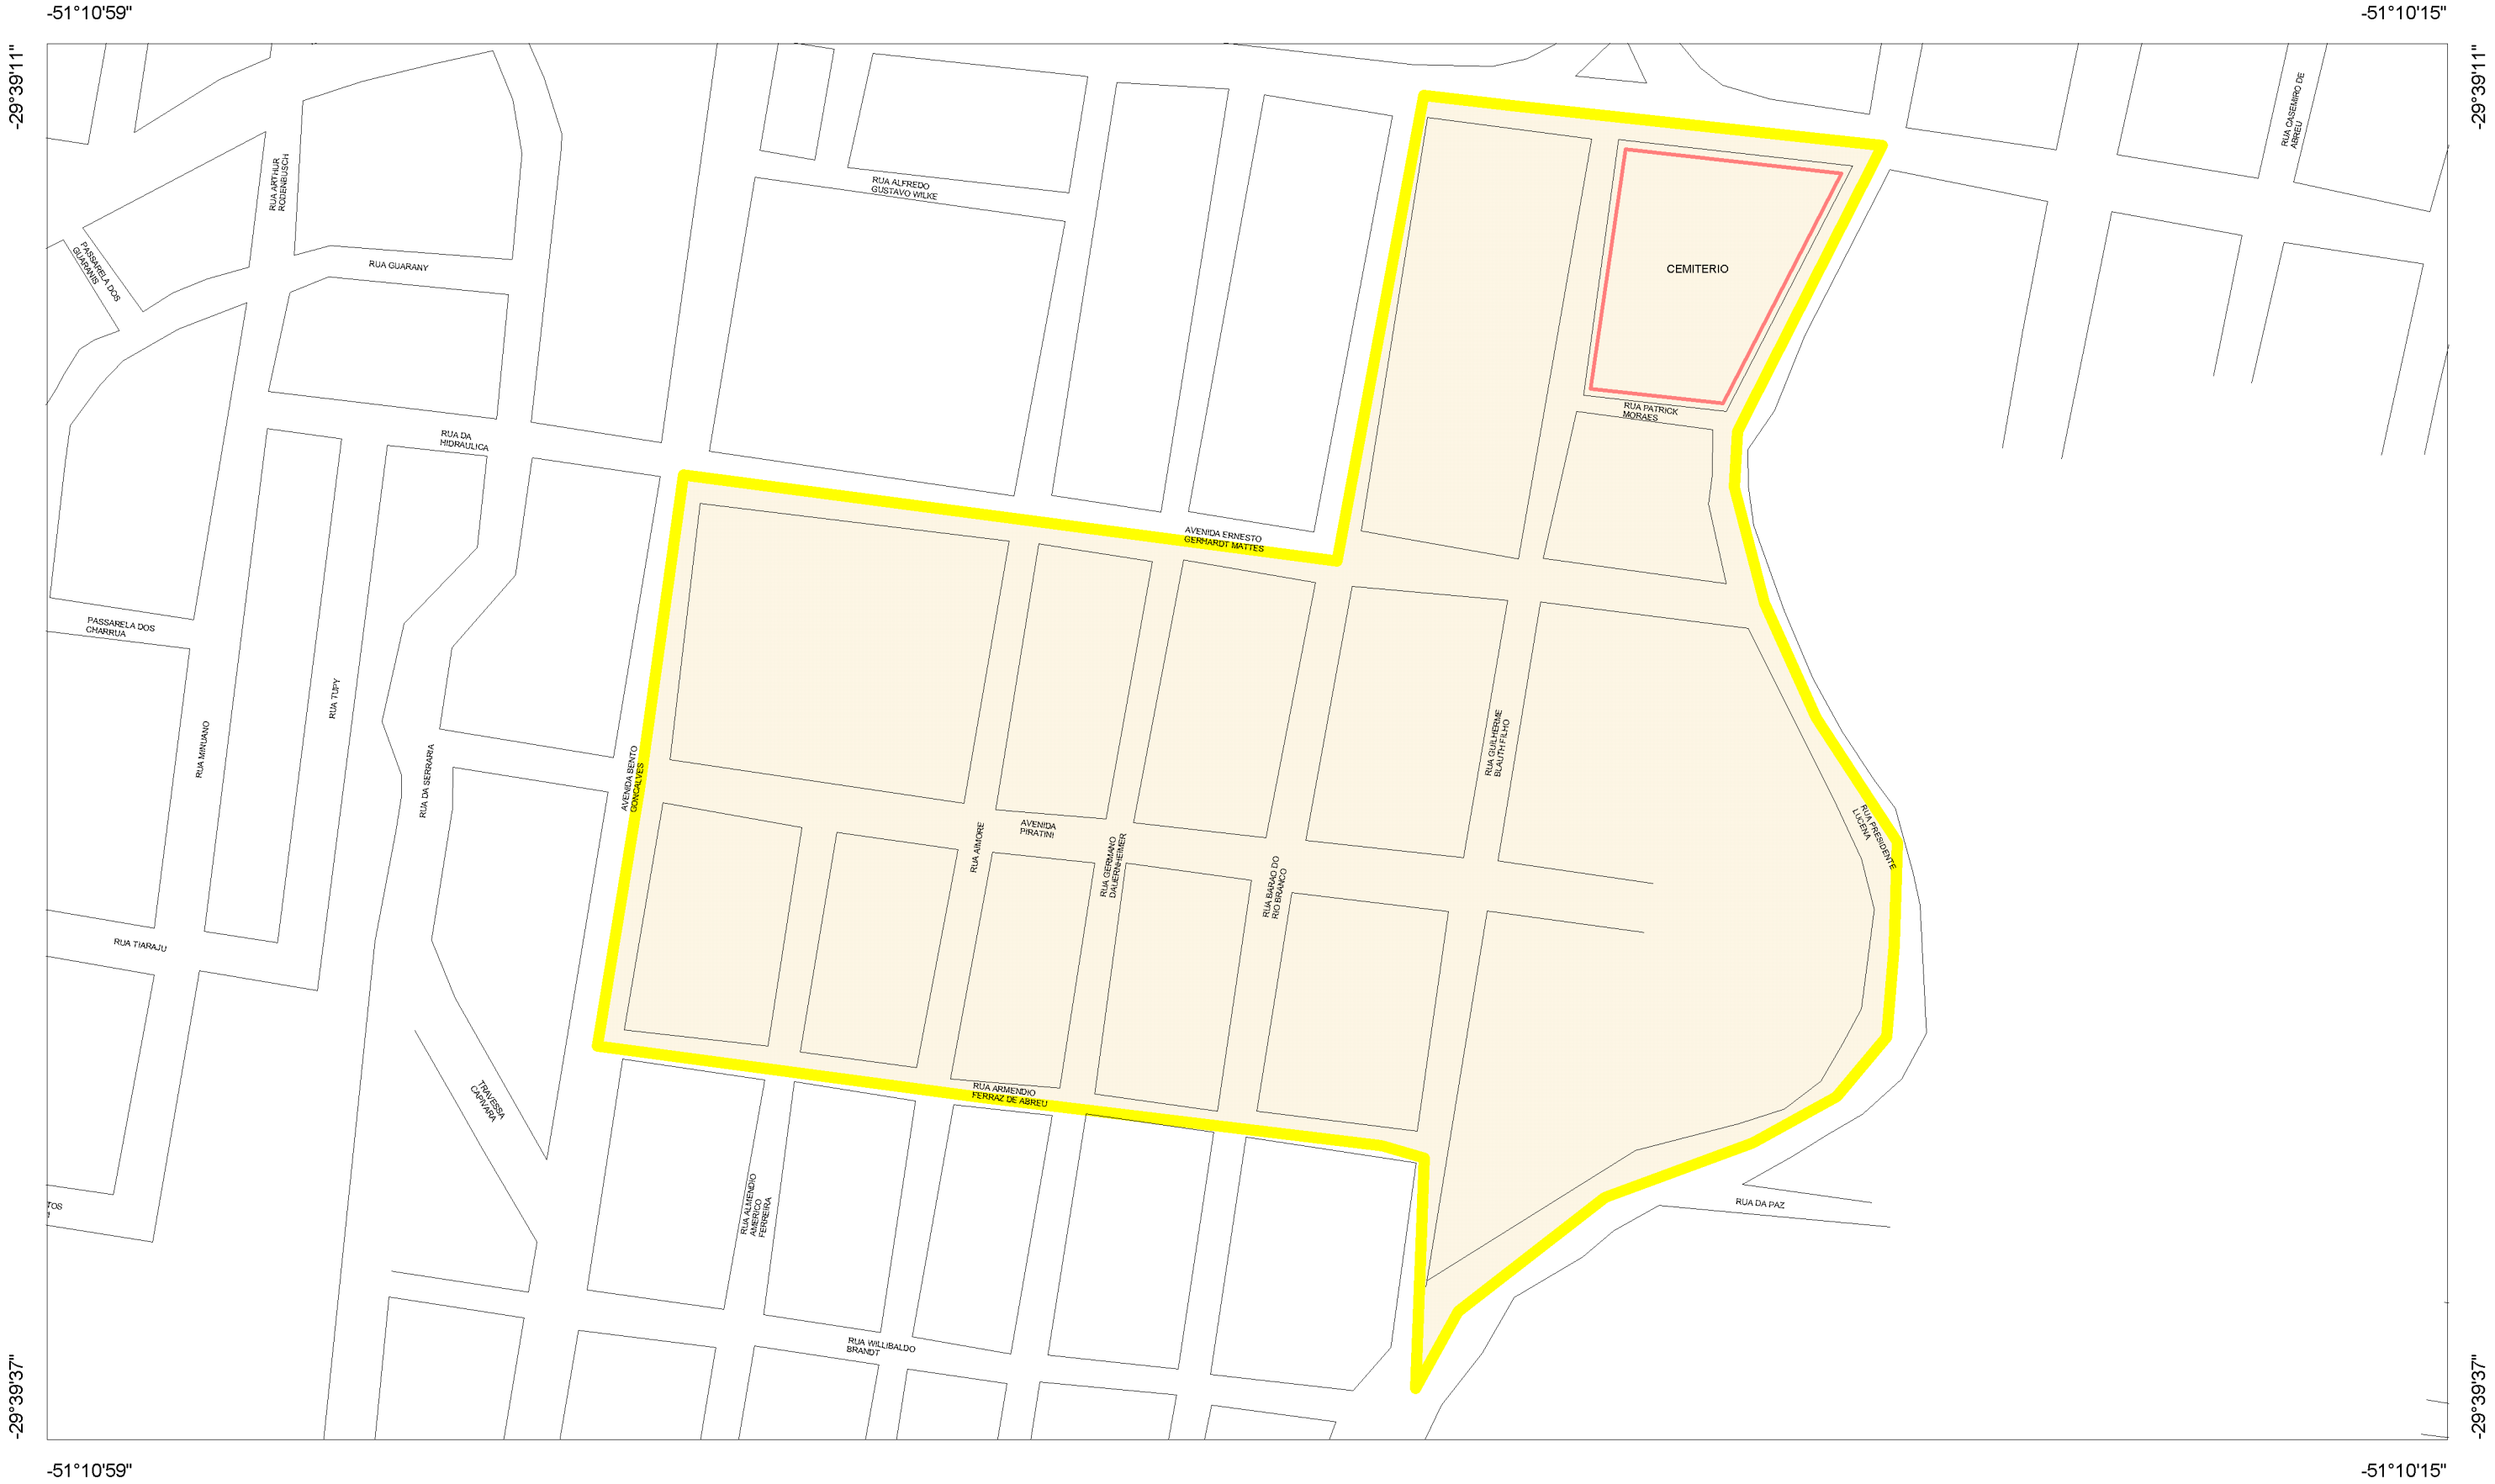 -51°10'59"
-51°10'15"
-29°39'11"
-29°39'11"
RUA CASEMIRO DE
ABREU
RUA ARTHUR
RODENBUSCH
RUA ALFREDO
GUSTAVO WILKE
PASSARELA DOS
GUARANIS
RUA GUARANY
CEMITERIO
RUA PATRICK
MORAES
RUA DA
HIDRAULICA
AVENIDA ERNESTO
GERHARDT MATTES
PASSARELA DOS
CHARRUA
RUA TUPY
RUA MINUANO
RUA DA SERRARIA
AVENIDA BENTO
GONCALVES
RUA GUILHERME
BLAUTH FILHO
RUA PRESIDENTE
LUCENA
AVENIDA
PIRATINI
RUA AIMORE
RUA GERMANO
DAUERNHEIMER
RUA BARAO DO
RIO BRANCO
RUA TIARAJU
TRAVESSA
CAPIVARA
RUA ARMENDIO
FERRAZ DE ABREU
RUA ALMENDIO
AMERICO
FERREIRA
TOS
RUA DA PAZ
RUA WILLIBALDO
BRANDT
-29°39'37"
-29°39'37"
-51°10'59"
-51°10'15"